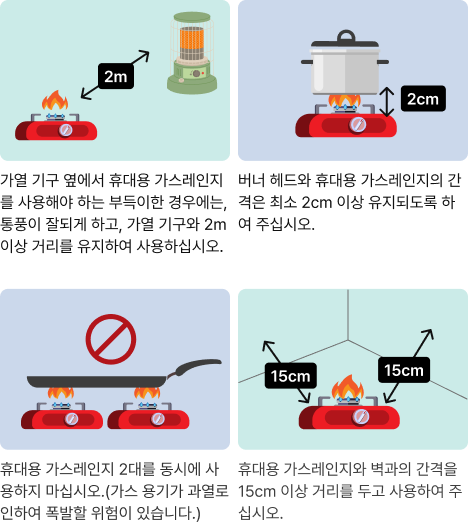 2m
가열 기구 옆에서 휴대용 가스레인지
를 사용해야 하는 부득이한 경우에는,
통풍이 잘되게 하고, 가열 기구와 2m
이상 거리를 유지하여 사용하십시오.
2cm
버너 헤드와 휴대용 가스레인지의 간
격은 최소 2cm 이상 유지되도록 하
여 주십시오.
휴대용 가스레인지 2대를 동시에 사
용하지 마십시오.(가스 용기가 과열로
인하여 폭발할 위험이 있습니다.)
15cm
15cm
휴대용 가스레인지와 벽과의 간격을
15cm 이상 거리를 두고 사용하여 주
십시오.